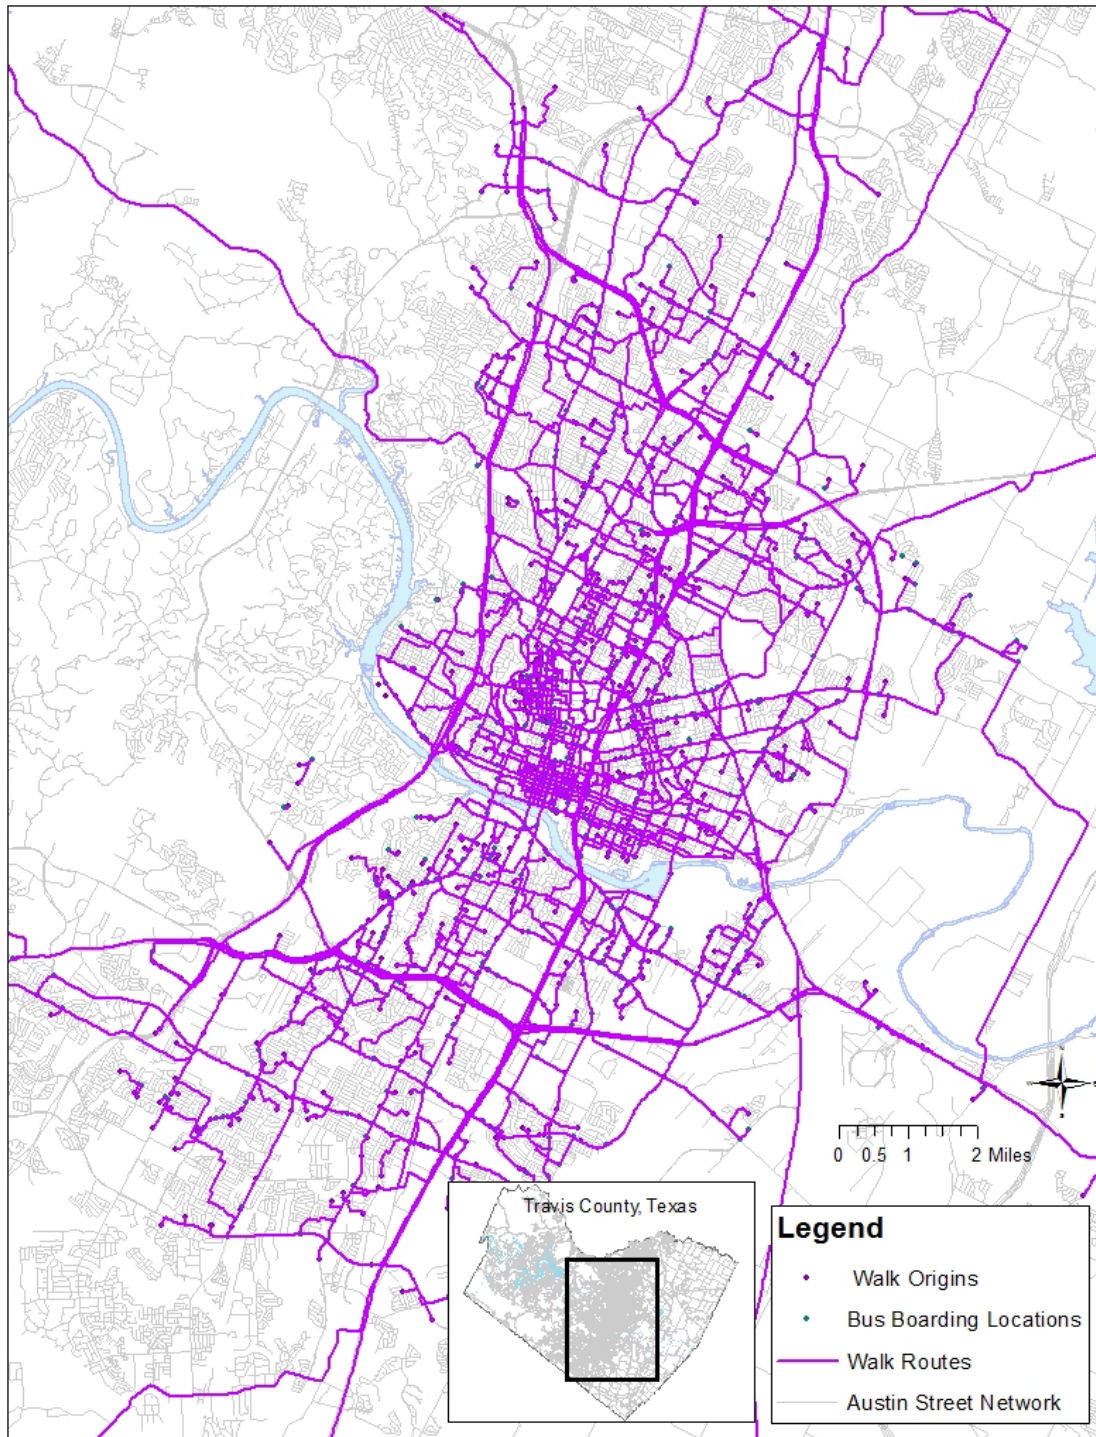 0 0.5 1 2 Miles
Travis County, Texas
Legend
Walk Origins
Bus Boarding Locations
Walk Routes
Austin Street Network